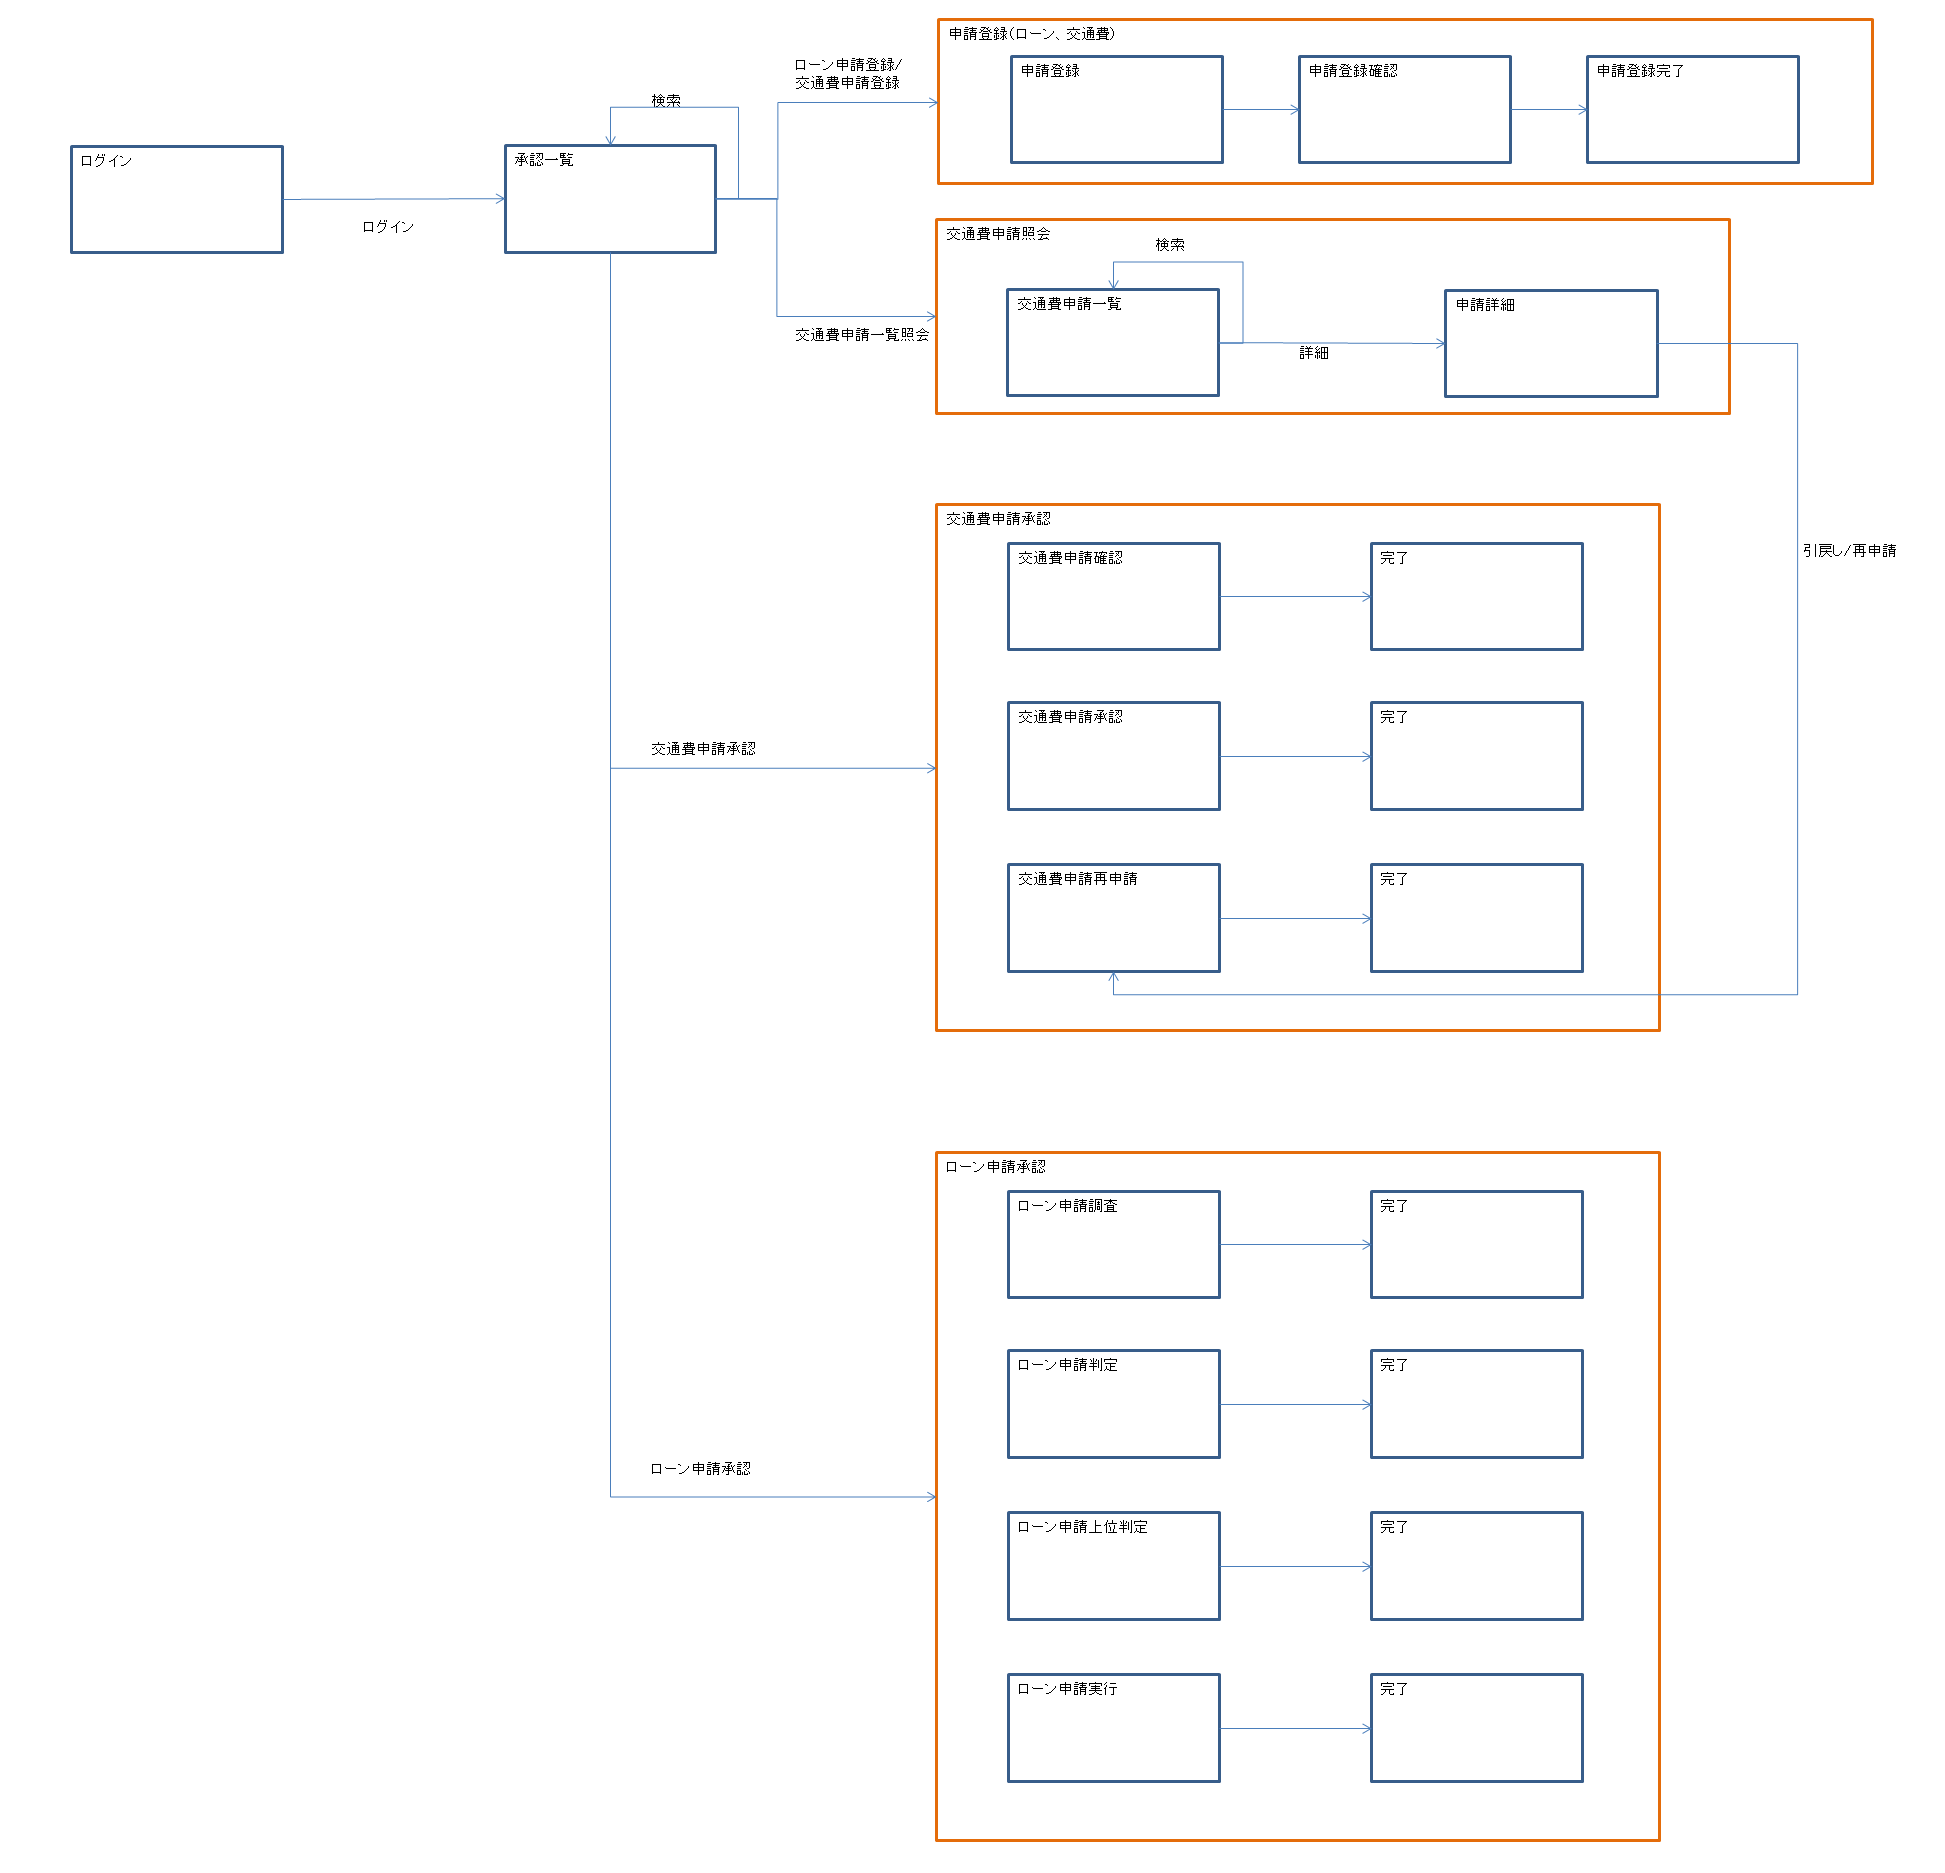 申請登録(ローン、交通費)
申請登録
申請登録確認
申請登録完了
ローン申請登録/
交通費申請登録
検索
ログイン
承認一覧
ログイン
交通費申請照会
検索
交通費申請一覧
申請詳細
交通費申請一覧照会
詳細
交通費申請承認
交通費申請確認
完了
引戻し/再申請
交通費申請承認
完了
交通費申請承認
交通費申請再申請
完了
ローン申請承認
ローン申請調査
完了
ローン申請判定
完了
ローン申請承認
ローン申請上位判定
完了
ローン申請実行
完了